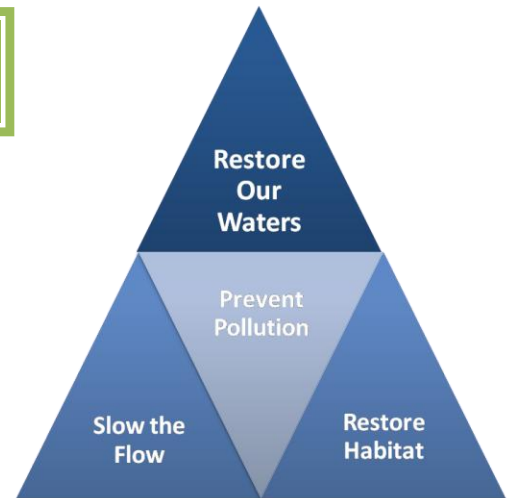 Restore
Our
Waters
Prevent
Pollution
Slow the
Flow
Restore
Habitat